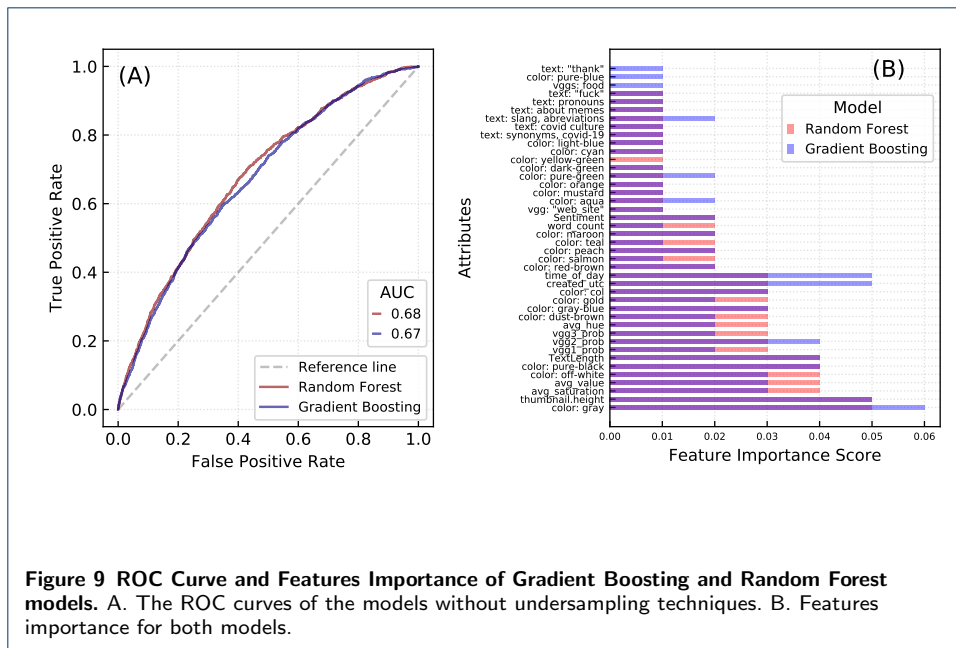 (A)
True Positive Rate
1.0
0.8
0.6
0.4
0.2
0.0
0.0 0.2 0.4 0.6 0.8 1.0
False Positive Rate
AUC
0.68
0.67
Reference line
Random Forest
Gradient Boosting
(B)
Attributes
text: "thank"
color: pure-blue
vggs: food
text: "fuck"
text: pronouns
text: about memes
text: slang, abreviations
text: covid culture
text: synonyms, covid-19
color: light-blue
color: cyan
color: yellow-green
color: dark-green
color: pure-green
color: orange
color: mustard
color: aqua
vgg: "web_site"
Sentiment
word_count
color: maroon
color: teal
color: peach
color: salmon
color: red-brown
time_of_day
created_utc
color: col
color: gold
color: gray-blue
color: dust-brown
avg_hue
vgg3_prob
vgg2_prob
vgg1_prob
TextLength
color: pure-black
color: off-white
avg_value
avg_saturation
thumbnail.height
color: gray
0.00 0.01 0.02 0.03 0.04 0.05 0.06
Feature Importance Score
Model
Random Forest
Gradient Boosting
Figure 9 ROC Curve and Features Importance of Gradient Boosting and Random Forest
models. A. The ROC curves of the models without undersampling techniques. B. Features
importance for both models.